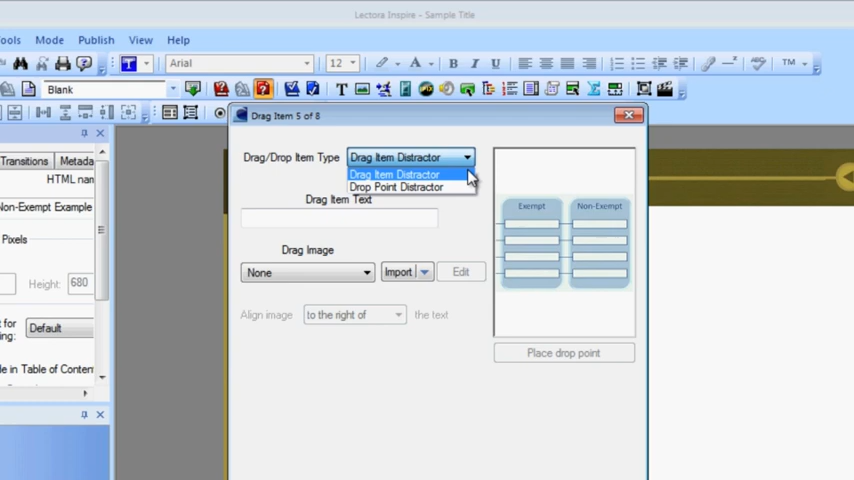 Lectora Inspire - Sample Title
ools Mode Publish View Help
T Arial 12 A B I U TM
Blank T
Drag Item 5 of 8
Drag/Drop Item Type Drag Item Distractor
Drag Item Distractor
Drop Point Distractor
Drag Item Text
Drag Image
None Import Edit
Align image to the right of the text
Exempt Non-Exempt
Place drop point
Transitions Metada
HTML nam
Non-Exempt Example
Pixels
Height: 680
t for
ing: Default
le in Table of Conten